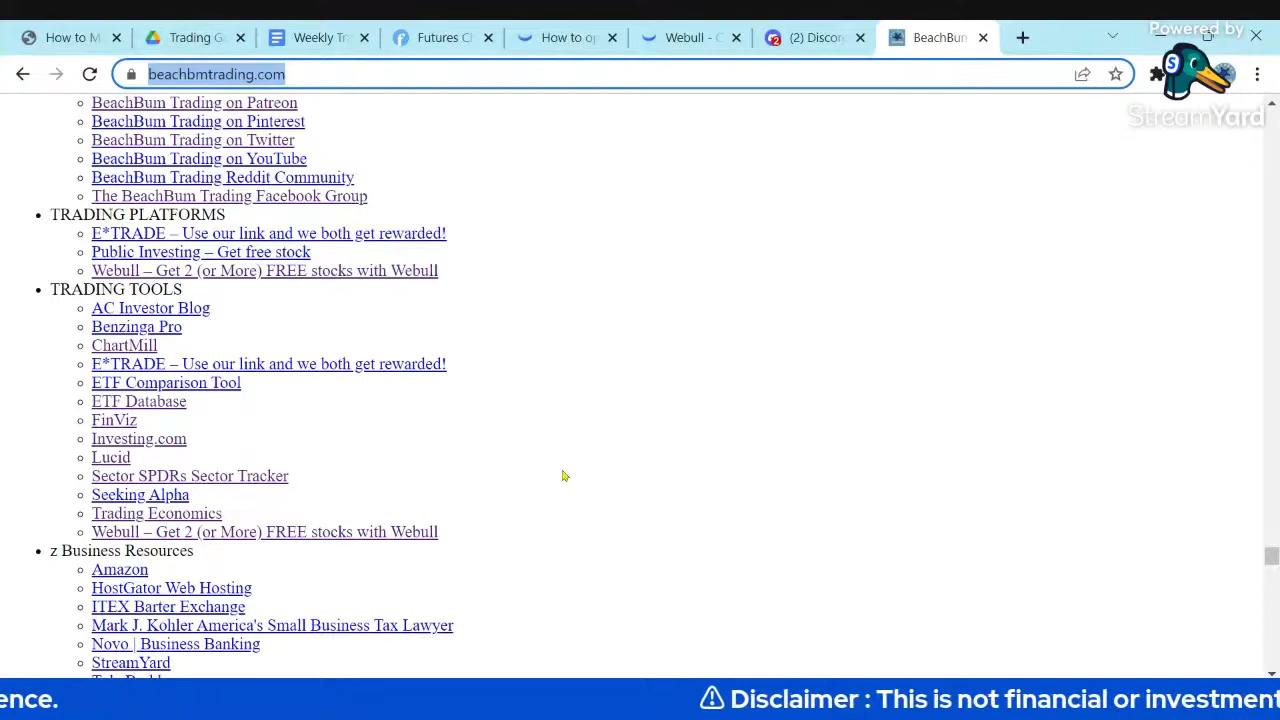 Powered by
How to M
Trading G
Weekly Tr
Futures C
How to op
Webull - C
(2) Discor
BeachBun
beachbmtrading.com
StreamYard
BeachBum Trading on Patreon
BeachBum Trading on Pinterest
BeachBum Trading on Twitter
BeachBum Trading on YouTube
BeachBum Trading Reddit Community
The BeachBum Trading Facebook Group
TRADING PLATFORMS
E*TRADE – Use our link and we both get rewarded!
Public Investing – Get free stock
Webull – Get 2 (or More) FREE stocks with Webull
TRADING TOOLS
AC Investor Blog
Benzinga Pro
ChartMill
E*TRADE – Use our link and we both get rewarded!
ETF Comparison Tool
ETF Database
FinViz
Investing.com
Lucid
Sector SPDRs Sector Tracker
Seeking Alpha
Trading Economics
Webull – Get 2 (or More) FREE stocks with Webull
z Business Resources
Amazon
HostGator Web Hosting
ITEX Barter Exchange
Mark J. Kohler America's Small Business Tax Lawyer
Novo | Business Banking
StreamYard
ence.
Disclaimer : This is not financial or investment